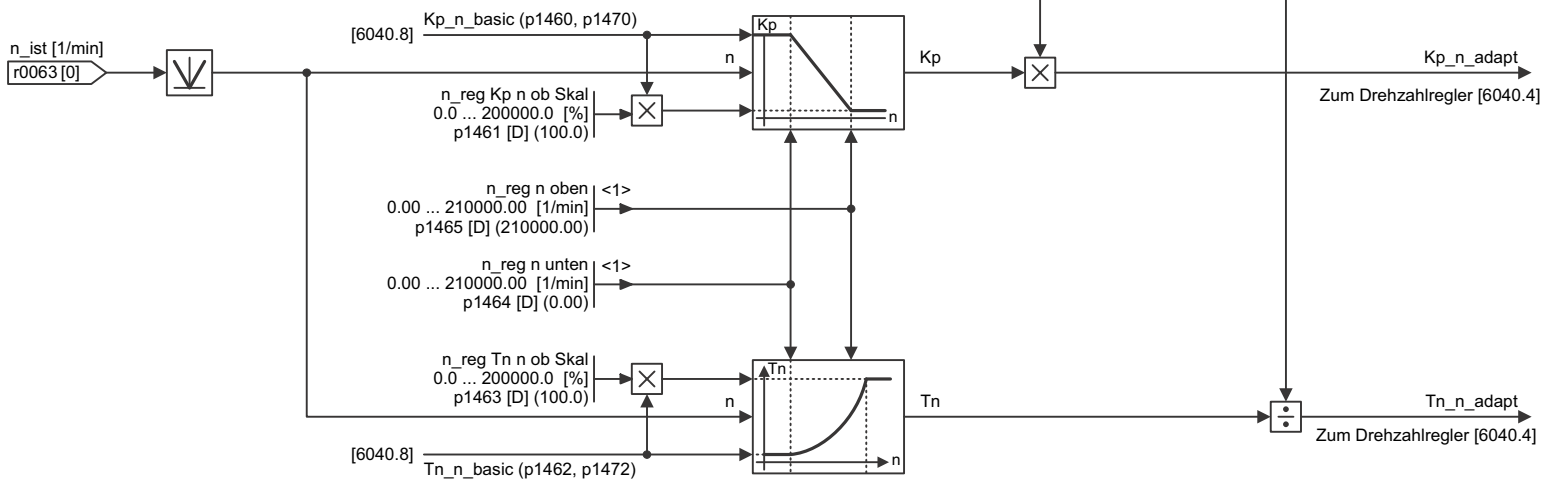 Kp_n_basic (p1460, p1470)
[6040.8]
n_ist [1/min]
r0063 [0]
Kp
n
n
Kp
Kp_n_adapt
Zum Drehzahlregler [6040.4]
n_reg Kp n ob Skal
0.0 ... 200000.0 [%]
p1461 [D] (100.0)
n_reg n oben
<1>
0.00 ... 210000.00 [1/min]
p1465 [D] (210000.00)
n_reg n unten
<1>
0.00 ... 210000.00 [1/min]
p1464 [D] (0.00)
n_reg Tn n ob Skal
0.0 ... 200000.0 [%]
p1463 [D] (100.0)
Tn
n
n
Tn
Tn_n_adapt
Zum Drehzahlregler [6040.4]
[6040.8]
Tn_n_basic (p1462, p1472)